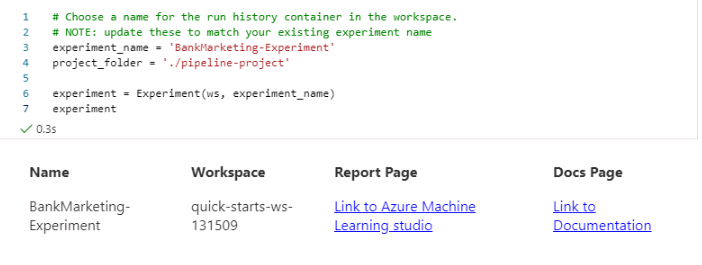 1 # Choose a name for the run history container in the workspace.
2 # NOTE: update these to match your existing experiment name
3 experiment_name = 'BankMarketing-Experiment'
4 project_folder = './pipeline-project'
5
6 experiment = Experiment(ws, experiment_name)
7 experiment
0.3s
Name Workspace Report Page Docs Page
BankMarketing- quick-starts-ws- Link to Azure Machine Link to
Experiment 131509 Learning studio Documentation